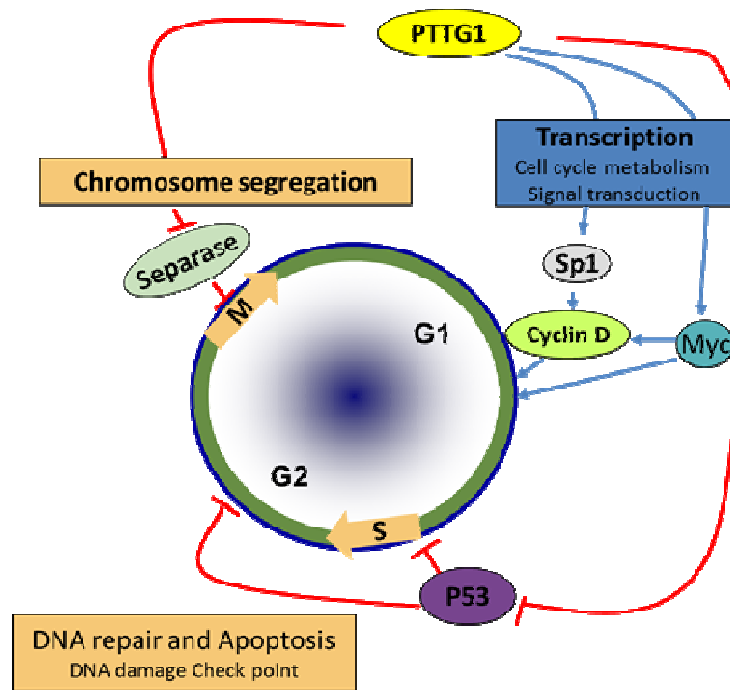 PTTG1
Transcription
Cell cycle metabolism
Signal transduction
Chromosome segregation
Separase
Sp1
M
G1
Cyclin D
Myc
G2
S
P53
DNA repair and Apoptosis
DNA damage Check point